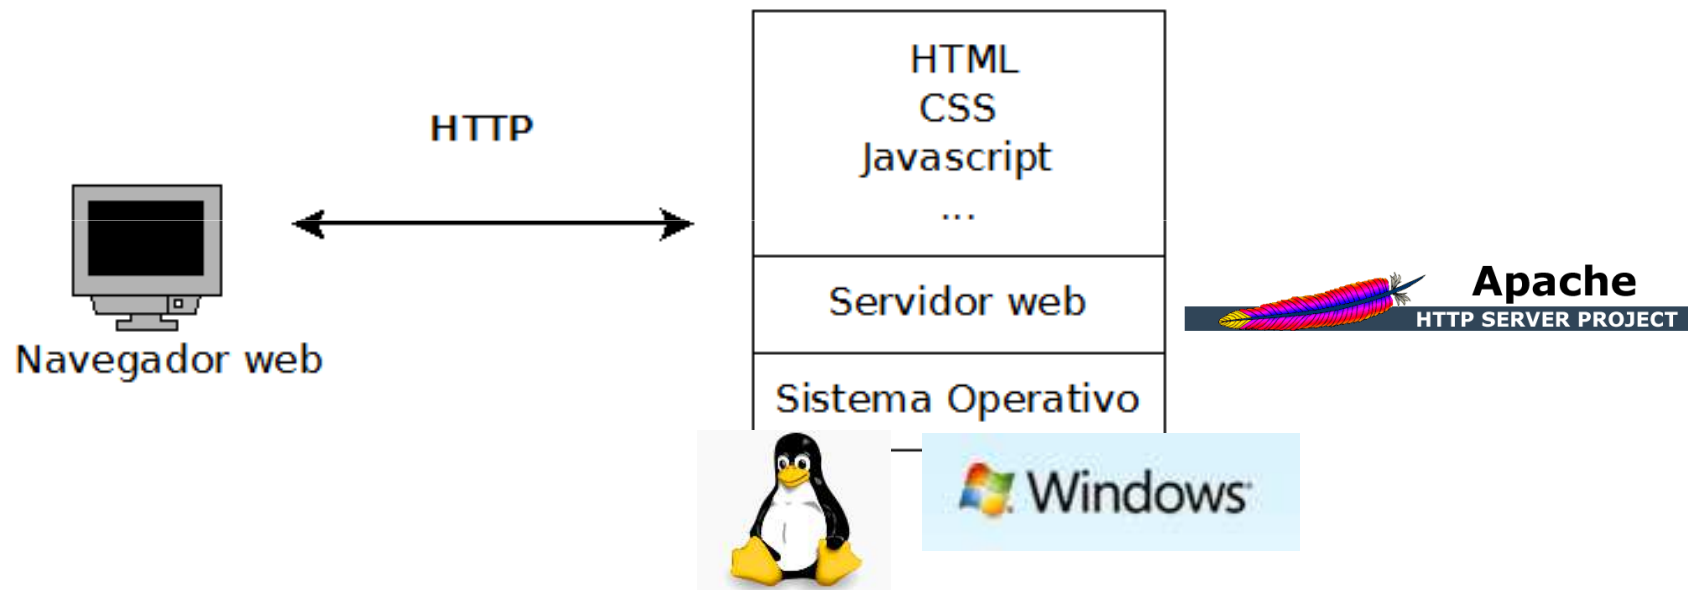 HTTP
Navegador web
HTML
CSS
Javascript
...
Servidor web
Sistema Operativo
Apache
HTTP SERVER PROJECT
Windows